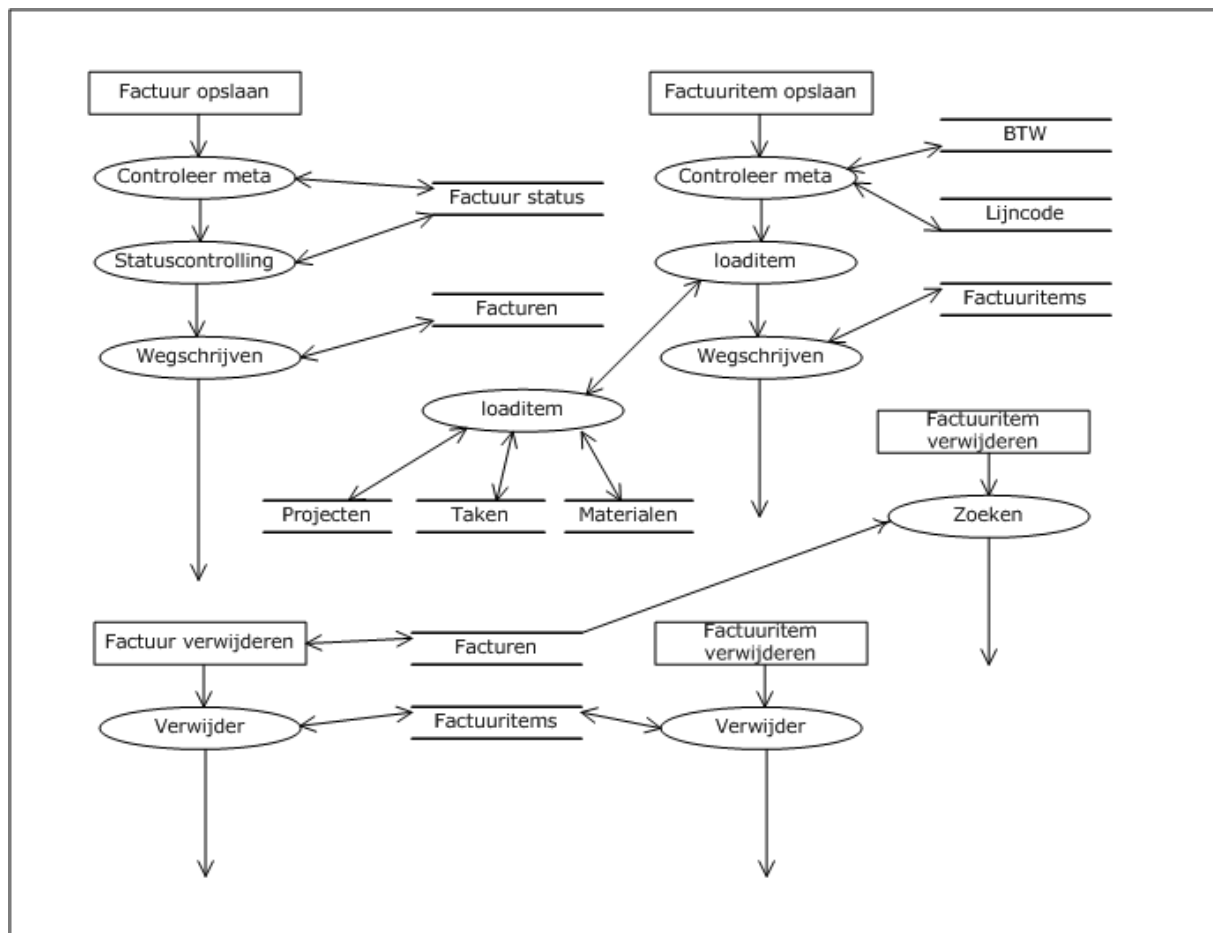 Factuur opslaan
Factuuritem opslaan
BTW
Controleer meta
Controleer meta
Factuur status
Lijncode
Statuscontrolling
loaditem
Factuuritems
Facturen
Wegschrijven
Wegschrijven
loaditem
Factuuritem
verwijderen
Projecten
Taken
Materialen
Zoeken
Factuur verwijderen
Facturen
Factuuritem
verwijderen
Verwijder
Factuuritems
Verwijder